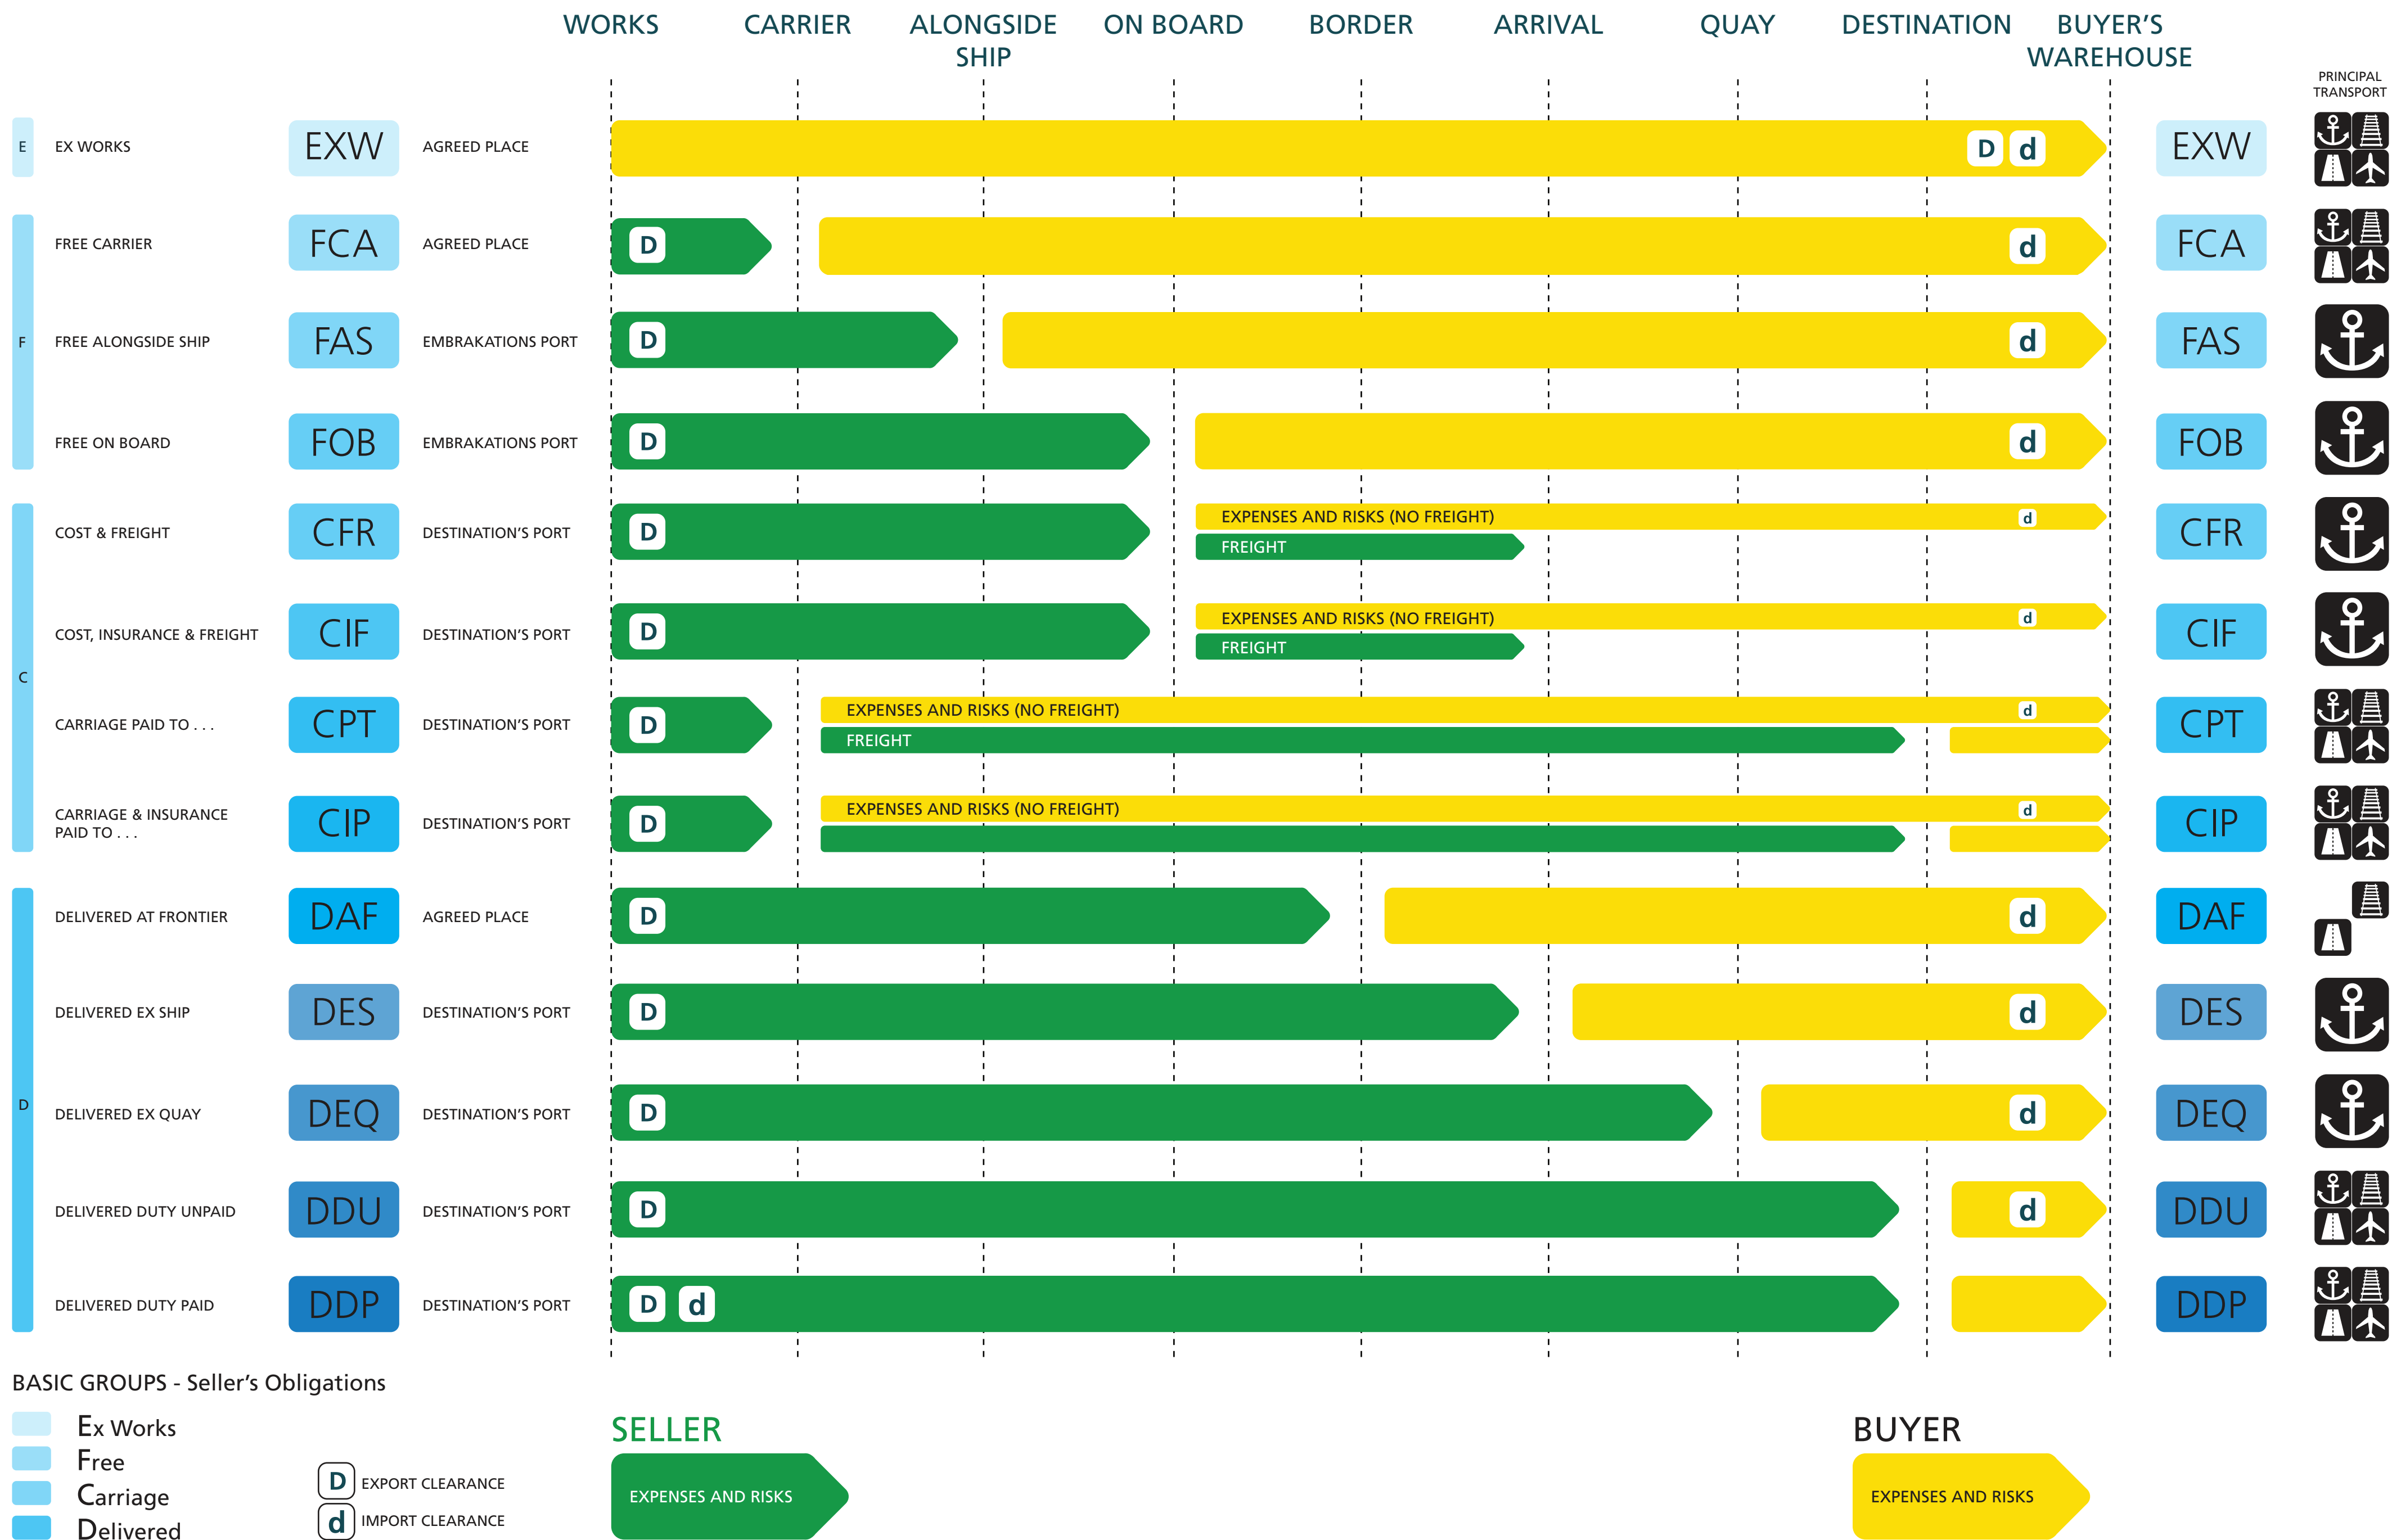 WORKS
CARRIER
ALONGSIDE
SHIP
ON BOARD
BORDER
ARRIVAL
QUAY
DESTINATION
BUYER’S
WAREHOUSE
PRINCIPAL
TRANSPORT
E
EX WORKS
EXW
AGREED PLACE
D
d
EXW
F
FREE CARRIER
FCA
AGREED PLACE
D
d
FCA
FREE ALONGSIDE SHIP
FAS
EMBRAKATIONS PORT
D
d
FAS
FREE ON BOARD
FOB
EMBRAKATIONS PORT
D
d
FOB
C
COST & FREIGHT
CFR
DESTINATION’S PORT
D
EXPENSES AND RISKS (NO FREIGHT)
d
FREIGHT
CFR
COST, INSURANCE & FREIGHT
CIF
DESTINATION’S PORT
D
EXPENSES AND RISKS (NO FREIGHT)
d
FREIGHT
CIF
CARRIAGE PAID TO . . .
CPT
DESTINATION’S PORT
D
EXPENSES AND RISKS (NO FREIGHT)
d
FREIGHT
CPT
CARRIAGE & INSURANCE
PAID TO . . .
CIP
DESTINATION’S PORT
D
EXPENSES AND RISKS (NO FREIGHT)
d
CIP
D
DELIVERED AT FRONTIER
DAF
AGREED PLACE
D
d
DAF
DELIVERED EX SHIP
DES
DESTINATION’S PORT
D
d
DES
DELIVERED EX QUAY
DEQ
DESTINATION’S PORT
D
d
DEQ
DELIVERED DUTY UNPAID
DDU
DESTINATION’S PORT
D
d
DDU
DELIVERED DUTY PAID
DDP
DESTINATION’S PORT
D
d
DDP
BASIC GROUPS - Seller’s Obligations
Ex Works
Free
Carriage
Delivered
D EXPORT CLEARANCE
d IMPORT CLEARANCE
SELLER
EXPENSES AND RISKS
BUYER
EXPENSES AND RISKS